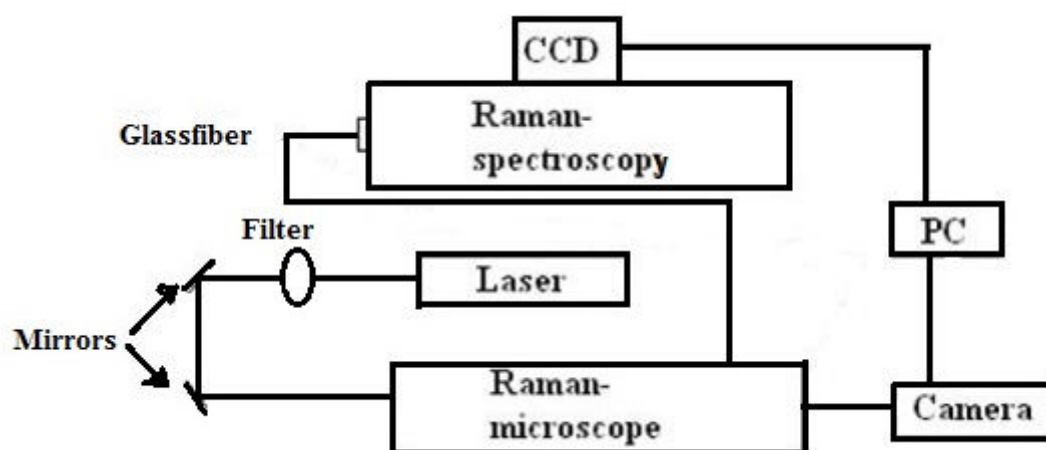 CCD
Raman-
spectroscopy
Glassfiber
PC
Filter
Laser
Mirrors
Raman-
microscope
Camera